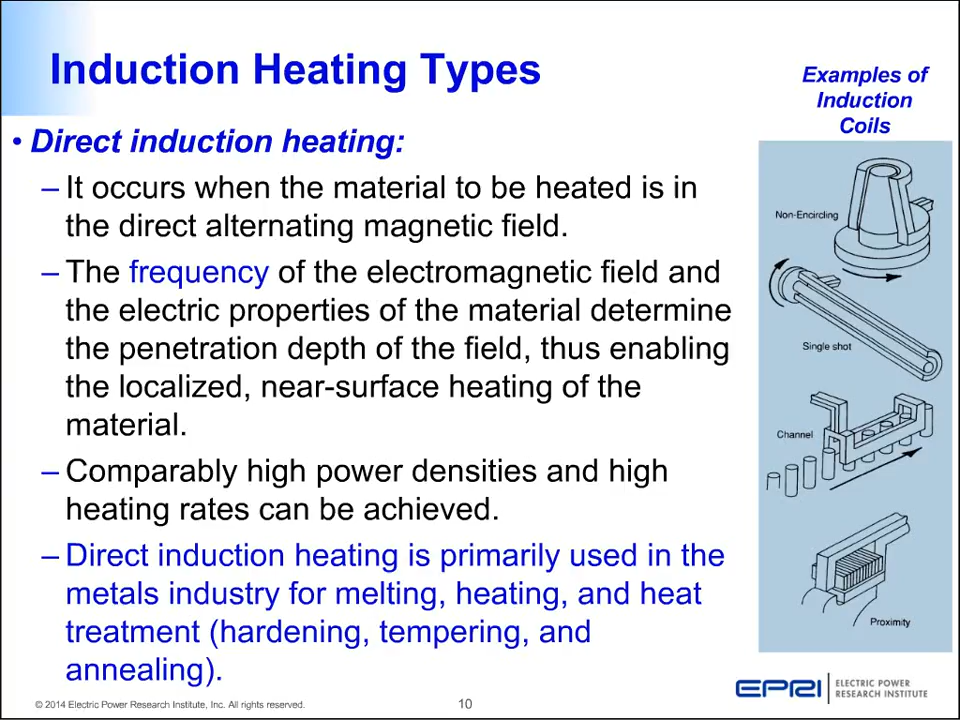 Induction Heating Types
• Direct induction heating:
– It occurs when the material to be heated is in
the direct alternating magnetic field.
– The frequency of the electromagnetic field and
the electric properties of the material determine
the penetration depth of the field, thus enabling
the localized, near-surface heating of the
material.
– Comparably high power densities and high
heating rates can be achieved.
– Direct induction heating is primarily used in the
metals industry for melting, heating, and heat
treatment (hardening, tempering, and
annealing).
Examples of
Induction
Coils
Non-Encircling
Single shot
Channel
Proximity
© 2014 Electric Power Research Institute, Inc. All rights reserved.
10
EPRI
ELECTRIC POWER
RESEARCH INSTITUTE